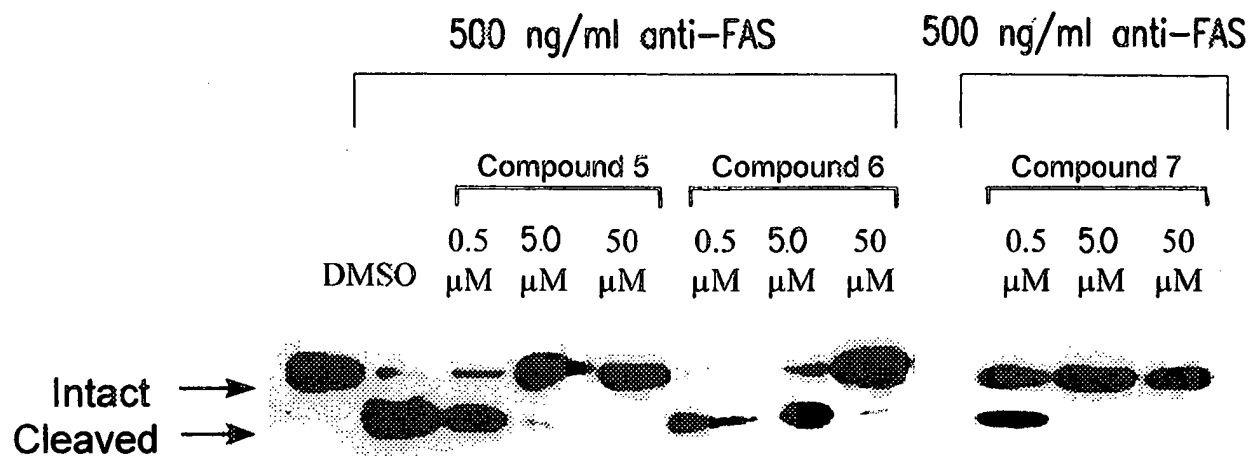 500 ng/ml anti-FAS 500 ng/ml anti-FAS
Compound 5 Compound 6 Compound 7
0.5 5.0 50 0.5 5.0 50 0.5 5.0 50
DMSO μM μM μM μM μM μM μM μM μM
Intact
Cleaved